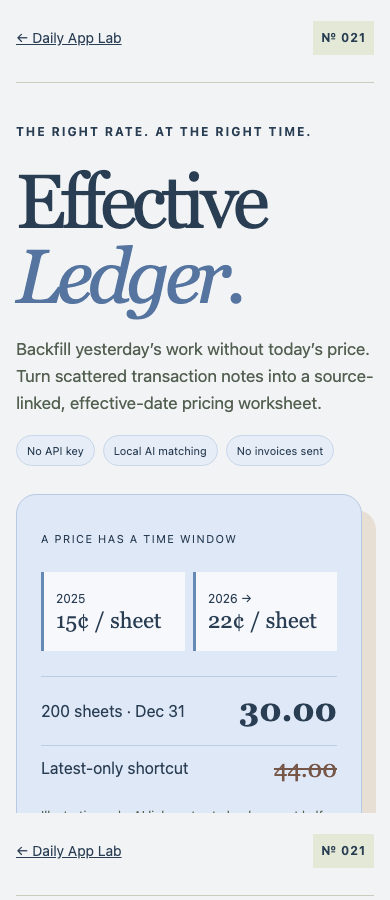 ← Daily App Lab
Nº 021
THE RIGHT RATE. AT THE RIGHT TIME.
Effective
Ledger.
Backfill yesterday’s work without today’s price.
Turn scattered transaction notes into a source-
linked, effective-date pricing worksheet.
No API key
Local AI matching
No invoices sent
A PRICE HAS A TIME WINDOW
2025
15¢ / sheet
2026 →
22¢ / sheet
200 sheets · Dec 31
30.00
Latest-only shortcut
44.00
← Daily App Lab
Nº 021